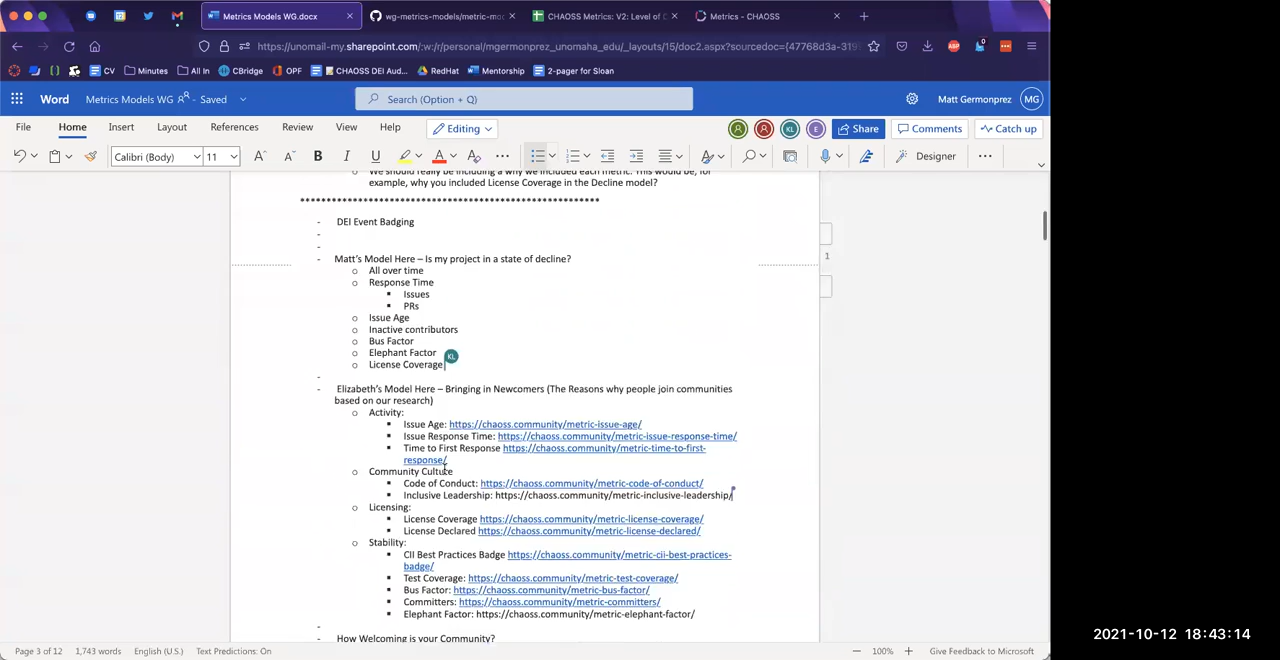 Metrics Models WG.docx
wg-metrics-models/metric-mo
CHAOSS Metrics: V2: Level of D
Metrics - CHAOSS
https://unomail-my.sharepoint.com/:w:/r/personal/mgermonprez_unomaha_edu/_layouts/15/doc2.aspx?sourcedoc={47768d3a-319
CV
Minutes
All In
CBridge
OPF
CHAOSS DEI Aud...
RedHat
Mentorship
2-pager for Sloan
Word
Metrics Models WG
- Saved
Search (Option + Q)
Matt Germonprez
MG
File
Home
Insert
Layout
References
Review
View
Help
Editing
KL
E
Share
Comments
Catch up
Calibri (Body)
11
Designer
We should really be including a why we included each metric. This would be, for
example, why you included License Coverage in the Decline model?
************************************************************
- DEI Event Badging
-
-
- Matt's Model Here – Is my project in a state of decline?
o All over time
o Response Time
▪ Issues
▪ PRs
o Issue Age
o Inactive contributors
o Bus Factor
o Elephant Factor
KL
o License Coverage
-
- Elizabeth's Model Here – Bringing in Newcomers (The Reasons why people join communities
based on our research)
o Activity:
▪ Issue Age: https://chaoss.community/metric-issue-age/
▪ Issue Response Time: https://chaoss.community/metric-issue-response-time/
▪ Time to First Response https://chaoss.community/metric-time-to-first-
response/
o Community Culture
▪ Code of Conduct: https://chaoss.community/metric-code-of-conduct/
▪ Inclusive Leadership: https://chaoss.community/metric-inclusive-leadership/
o Licensing:
▪ License Coverage https://chaoss.community/metric-license-coverage/
▪ License Declared https://chaoss.community/metric-license-declared/
o Stability:
▪ CII Best Practices Badge https://chaoss.community/metric-cii-best-practices-
badge/
▪ Test Coverage: https://chaoss.community/metric-test-coverage/
▪ Bus Factor: https://chaoss.community/metric-bus-factor/
▪ Committers: https://chaoss.community/metric-committers/
▪ Elephant Factor: https://chaoss.community/metric-elephant-factor/
-
- How Welcoming is your Community?
1
Page 3 of 12
1,743 words
English (U.S.)
Text Predictions: On
100%
Give Feedback to Microsoft
2021-10-12 18:43:14